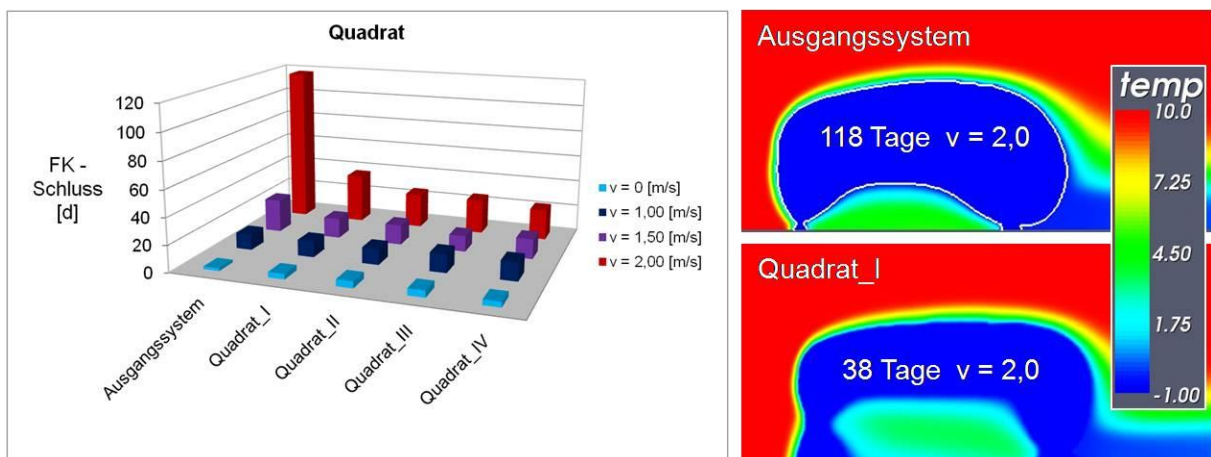 Quadrat
120
100
80
60
40
20
0
FK -
Schluss
[d]
Ausgangssystem
Quadrat_I
Quadrat_II
Quadrat_III
Quadrat_IV
v = 0 [m/s]
v = 1,00 [m/s]
v = 1,50 [m/s]
v = 2,00 [m/s]
Ausgangssystem
118 Tage v = 2,0
Quadrat_I
38 Tage v = 2,0
temp
10.0
7.25
4.50
1.75
-1.00